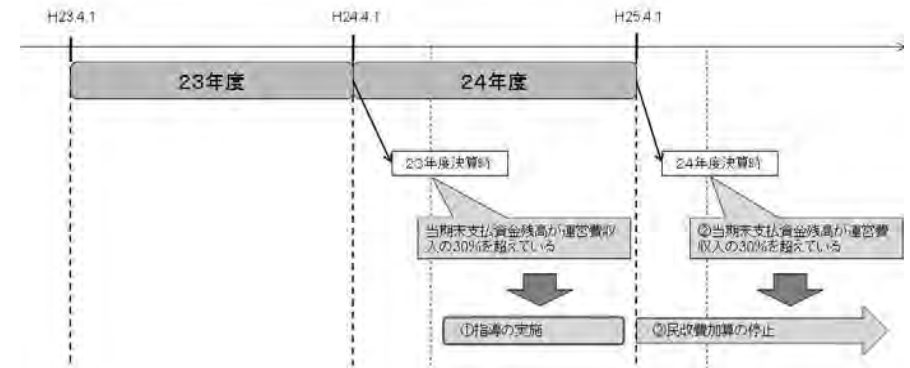 H23.4.1
H24.4.1
H25.4.1
23年度
24年度
23年度決算時
24年度決算時
当期末支払資金残高が運営費収
入の30%を超えている
②当期末支払資金残高が運営費
収入の30%を超えている
①指導の実施
③民改費加算の停止